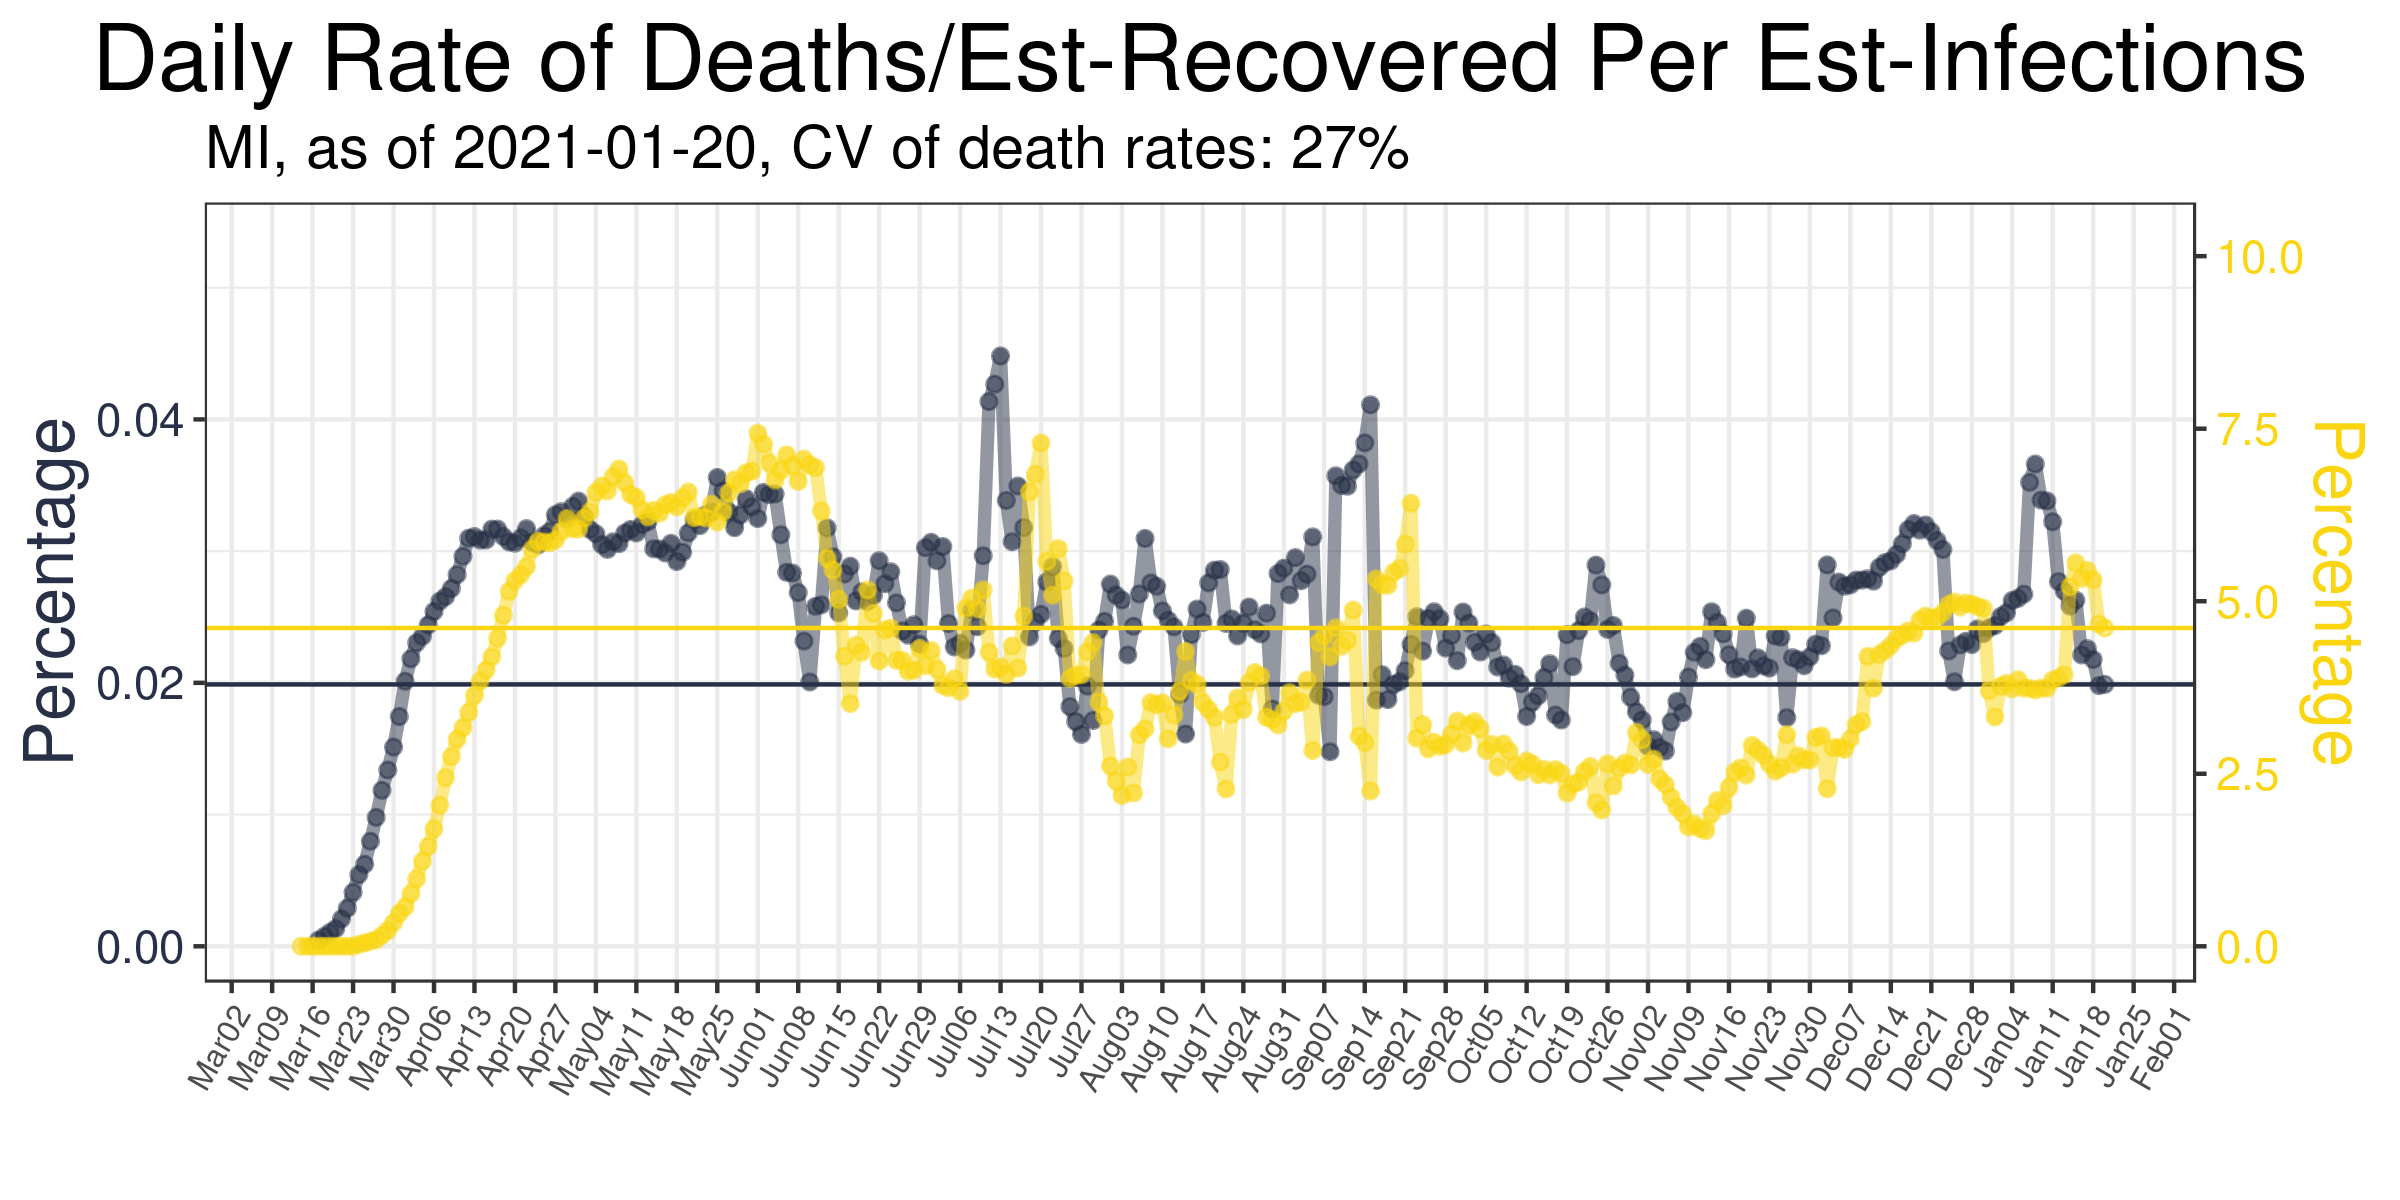 Daily Rate of Deaths/Est-Recovered Per Est-Infections
MI, as of 2021-01-20, CV of death rates: 27%
Percentage
0.04
0.02
0.00
10.0
7.5
5.0
2.5
0.0
Percentage
Mar02
Mar09
Mar16
Mar23
Mar30
Apr06
Apr13
Apr20
Apr27
May04
May11
May18
May25
Jun01
Jun08
Jun15
Jun22
Jun29
Jul06
Jul13
Jul20
Jul27
Aug03
Aug10
Aug17
Aug24
Aug31
Sep07
Sep14
Sep21
Sep28
Oct05
Oct12
Oct19
Oct26
Nov02
Nov09
Nov16
Nov23
Nov30
Dec07
Dec14
Dec21
Dec28
Jan04
Jan11
Jan18
Jan25
Feb01